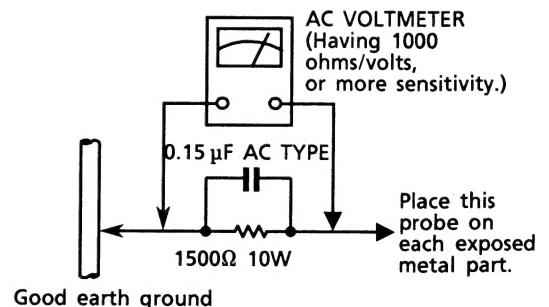 AC VOLTMETER
(Having 1000
ohms/volts,
or more sensitivity.)
0.15 μF AC TYPE
1500Ω 10W
Place this
probe on
each exposed
metal part.
Good earth ground